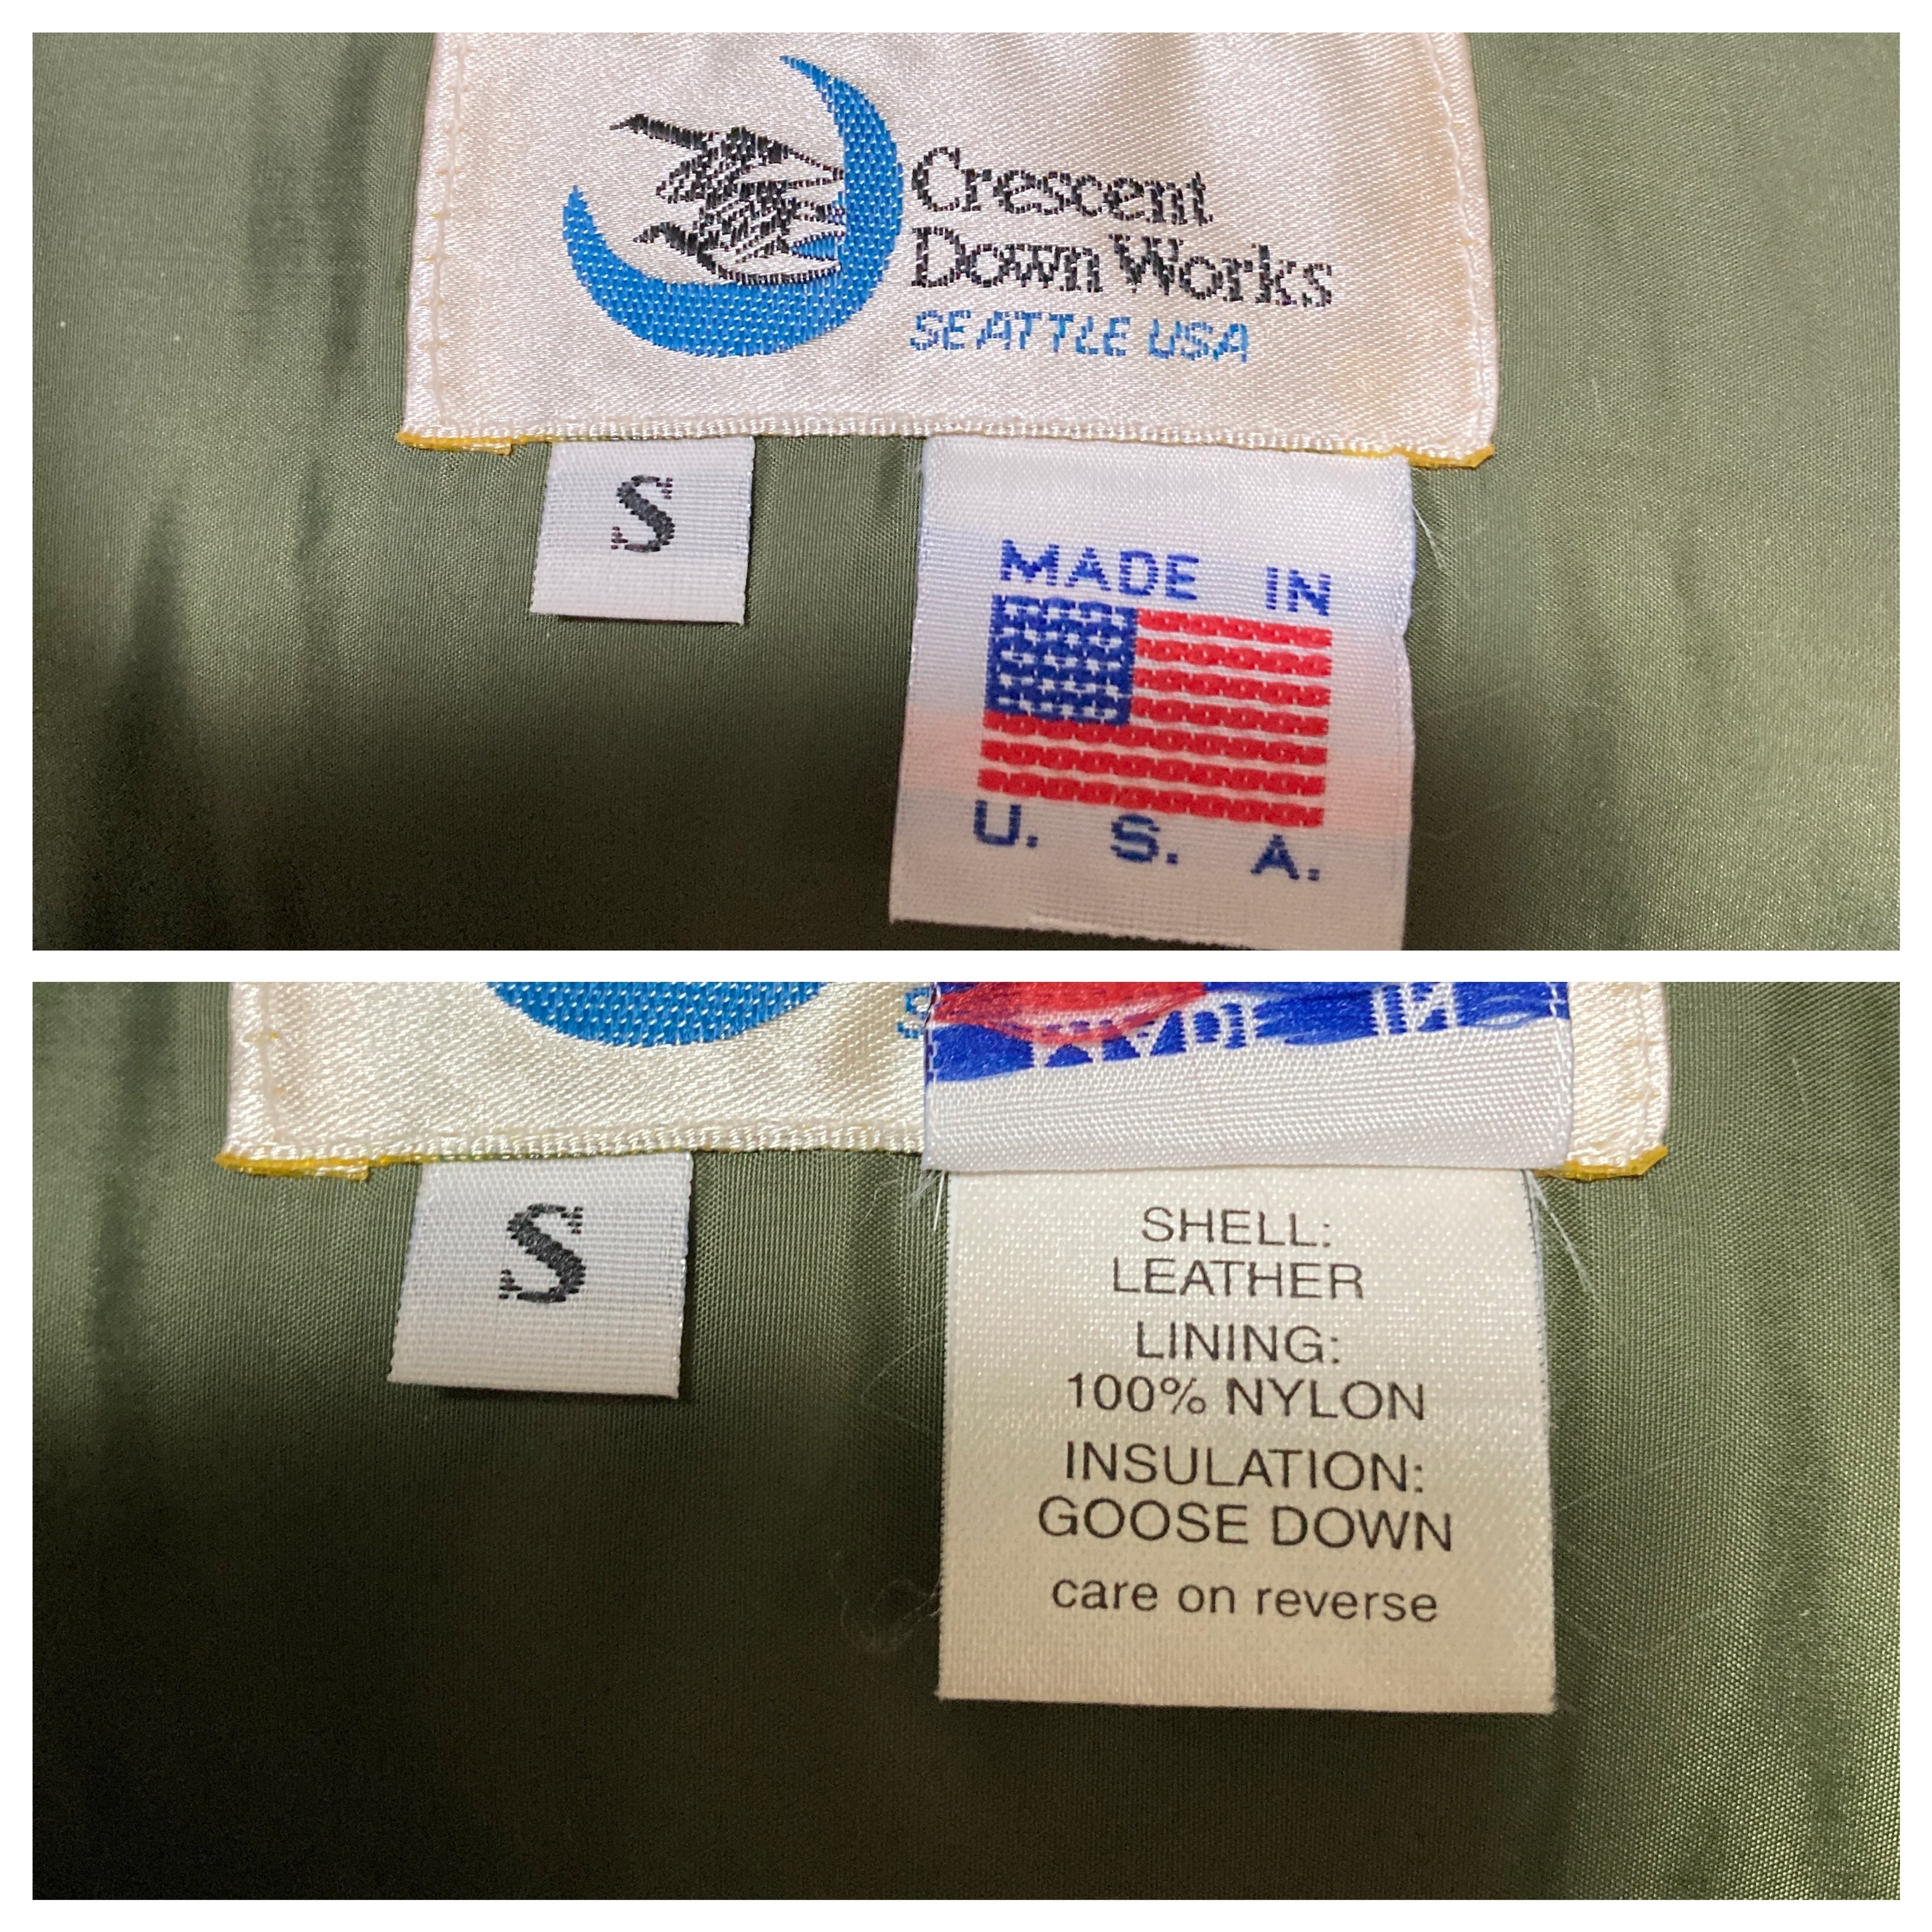 Crescent
Down Works
SEATTLE USA
S
MADE IN
U. S. A.
S
SHELL:
LEATHER
LINING:
100% NYLON
INSULATION:
GOOSE DOWN
care on reverse